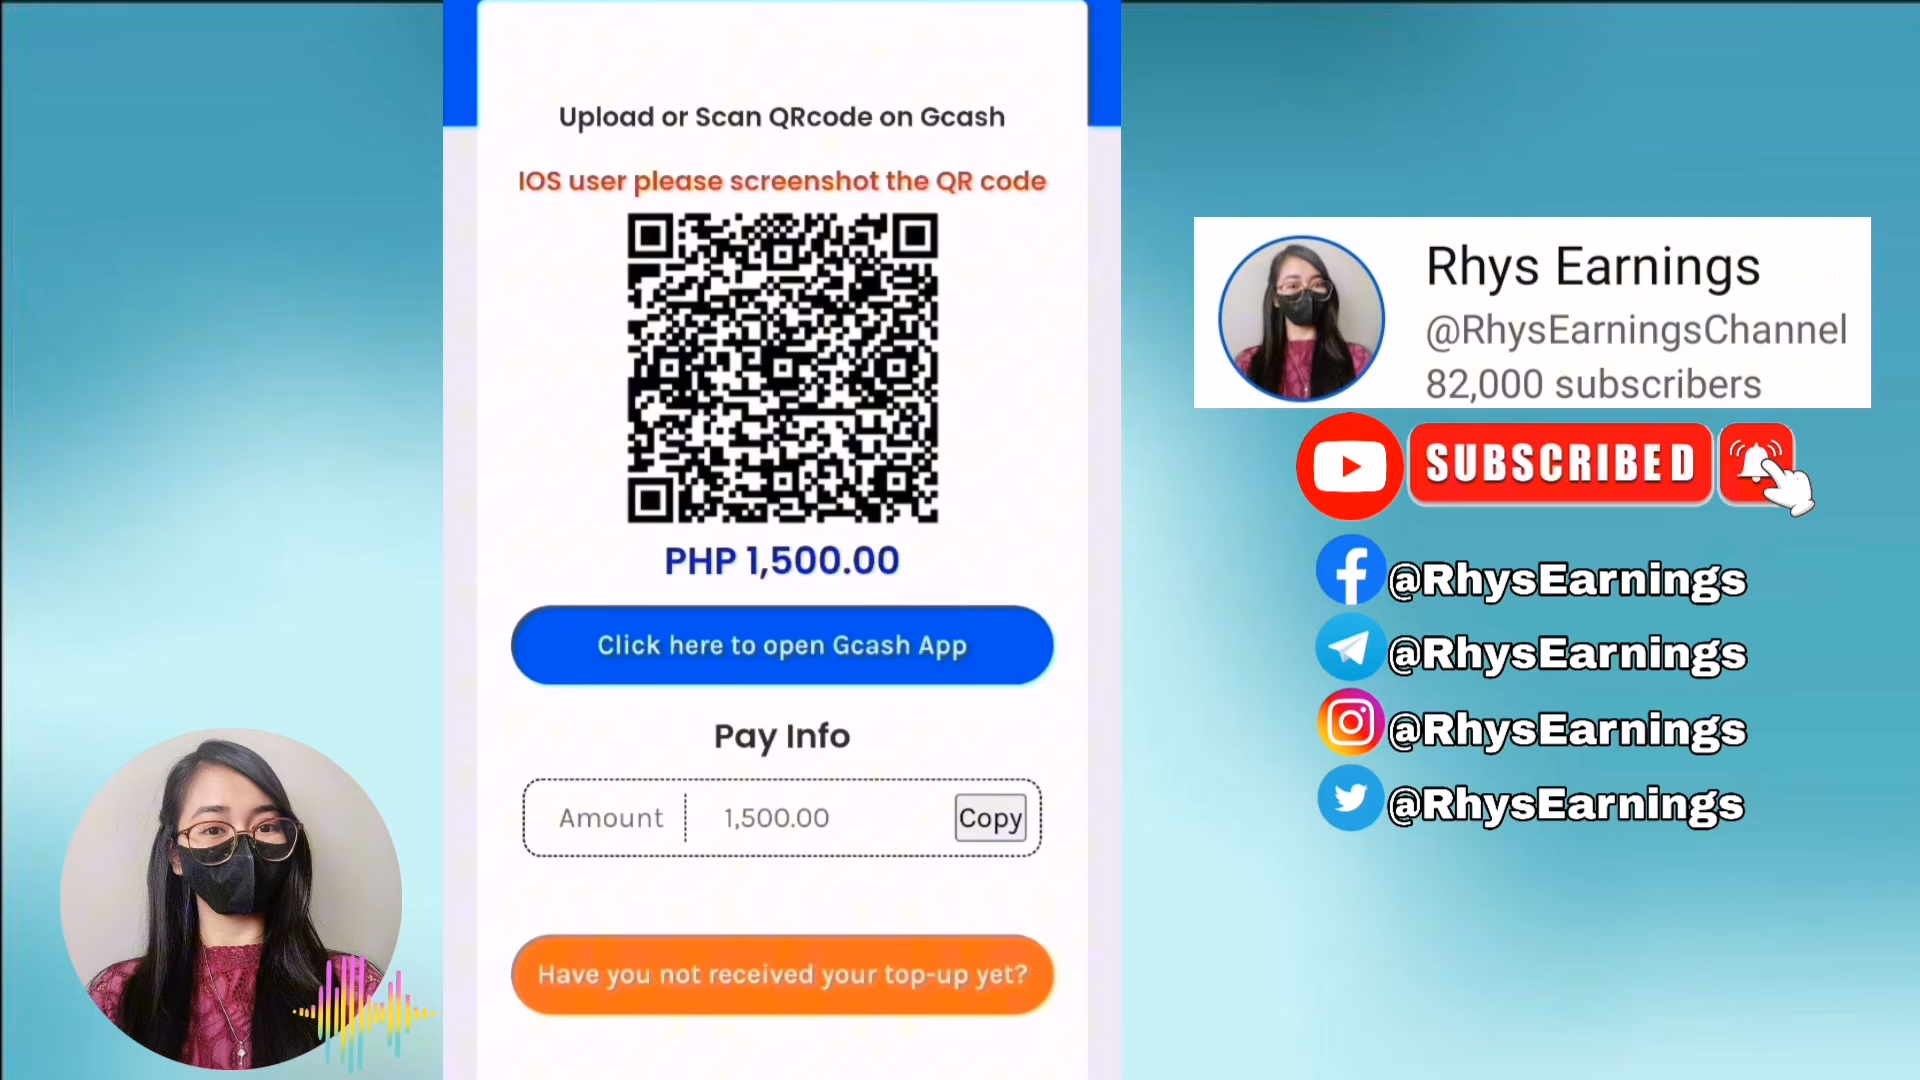 Upload or Scan QRcode on Gcash
IOS user please screenshot the QR code
PHP 1,500.00
Click here to open Gcash App
Pay Info
Amount 1,500.00 Copy
Have you not received your top-up yet?
Rhys Earnings
@RhysEarningsChannel
82,000 subscribers
SUBSCRIBED
@RhysEarnings
@RhysEarnings
@RhysEarnings
@RhysEarnings